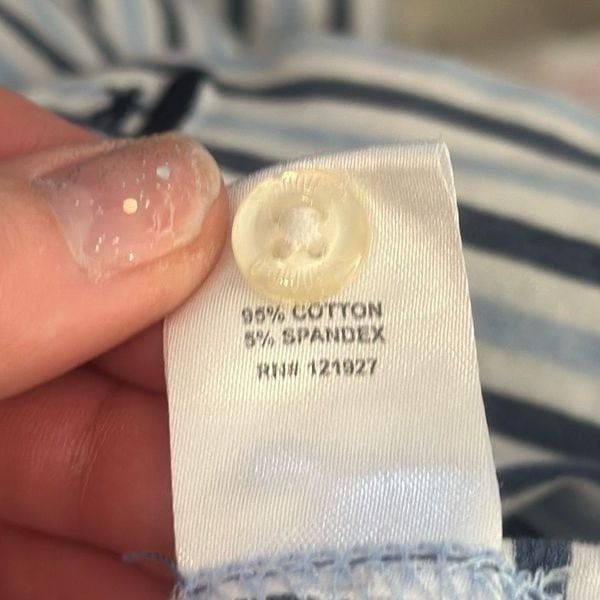 95% COTTON
5% SPANDEX
RN# 121927